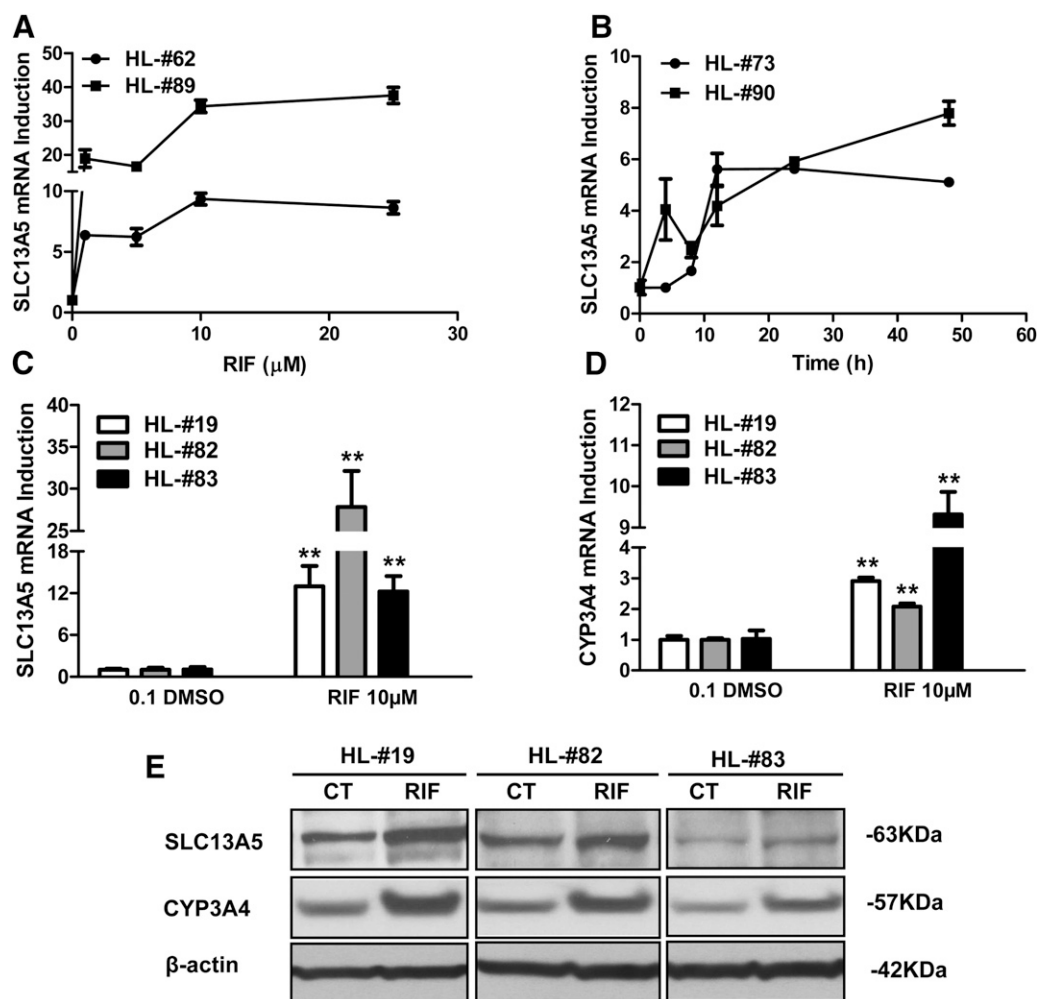 A
HL-#62
HL-#89
SLC13A5 mRNA Induction
50
40
30
20
10
5
0
0 10 20 30
RIF (μM)
B
HL-#73
HL-#90
SLC13A5 mRNA Induction
10
8
6
4
2
0
0 10 20 30 40 50 60
Time (h)
C
HL-#19
HL-#82
HL-#83
SLC13A5 mRNA Induction
40
35
30
25
18
12
6
0
** ** **
0.1 DMSO RIF 10μM
D
HL-#19
HL-#82
HL-#83
CYP3A4 mRNA Induction
12
11
10
9
4
3
2
1
0
** ** **
0.1 DMSO RIF 10μM
E
HL-#19 HL-#82 HL-#83
CT RIF CT RIF CT RIF
SLC13A5 -63KDa
CYP3A4 -57KDa
β-actin -42KDa